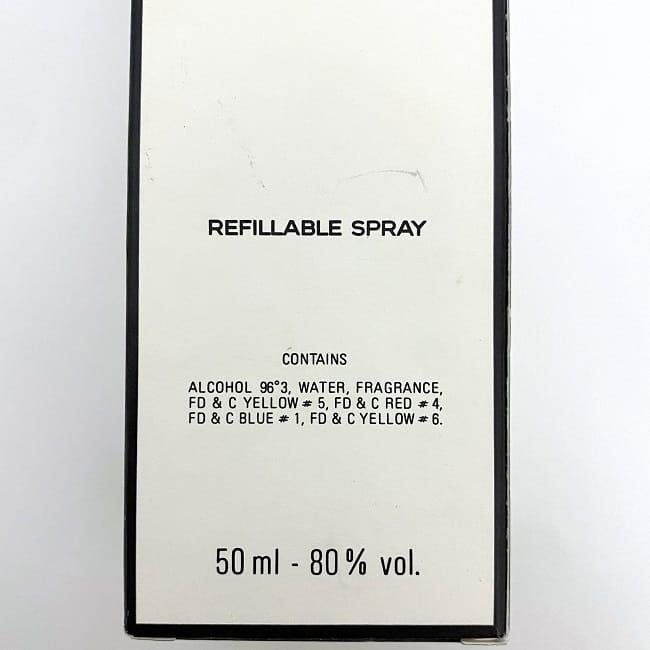 REFILLABLE SPRAY
CONTAINS
ALCOHOL 96°3, WATER, FRAGRANCE,
FD & C YELLOW # 5, FD & C RED # 4,
FD & C BLUE # 1, FD & C YELLOW # 6.
50 ml - 80 % vol.